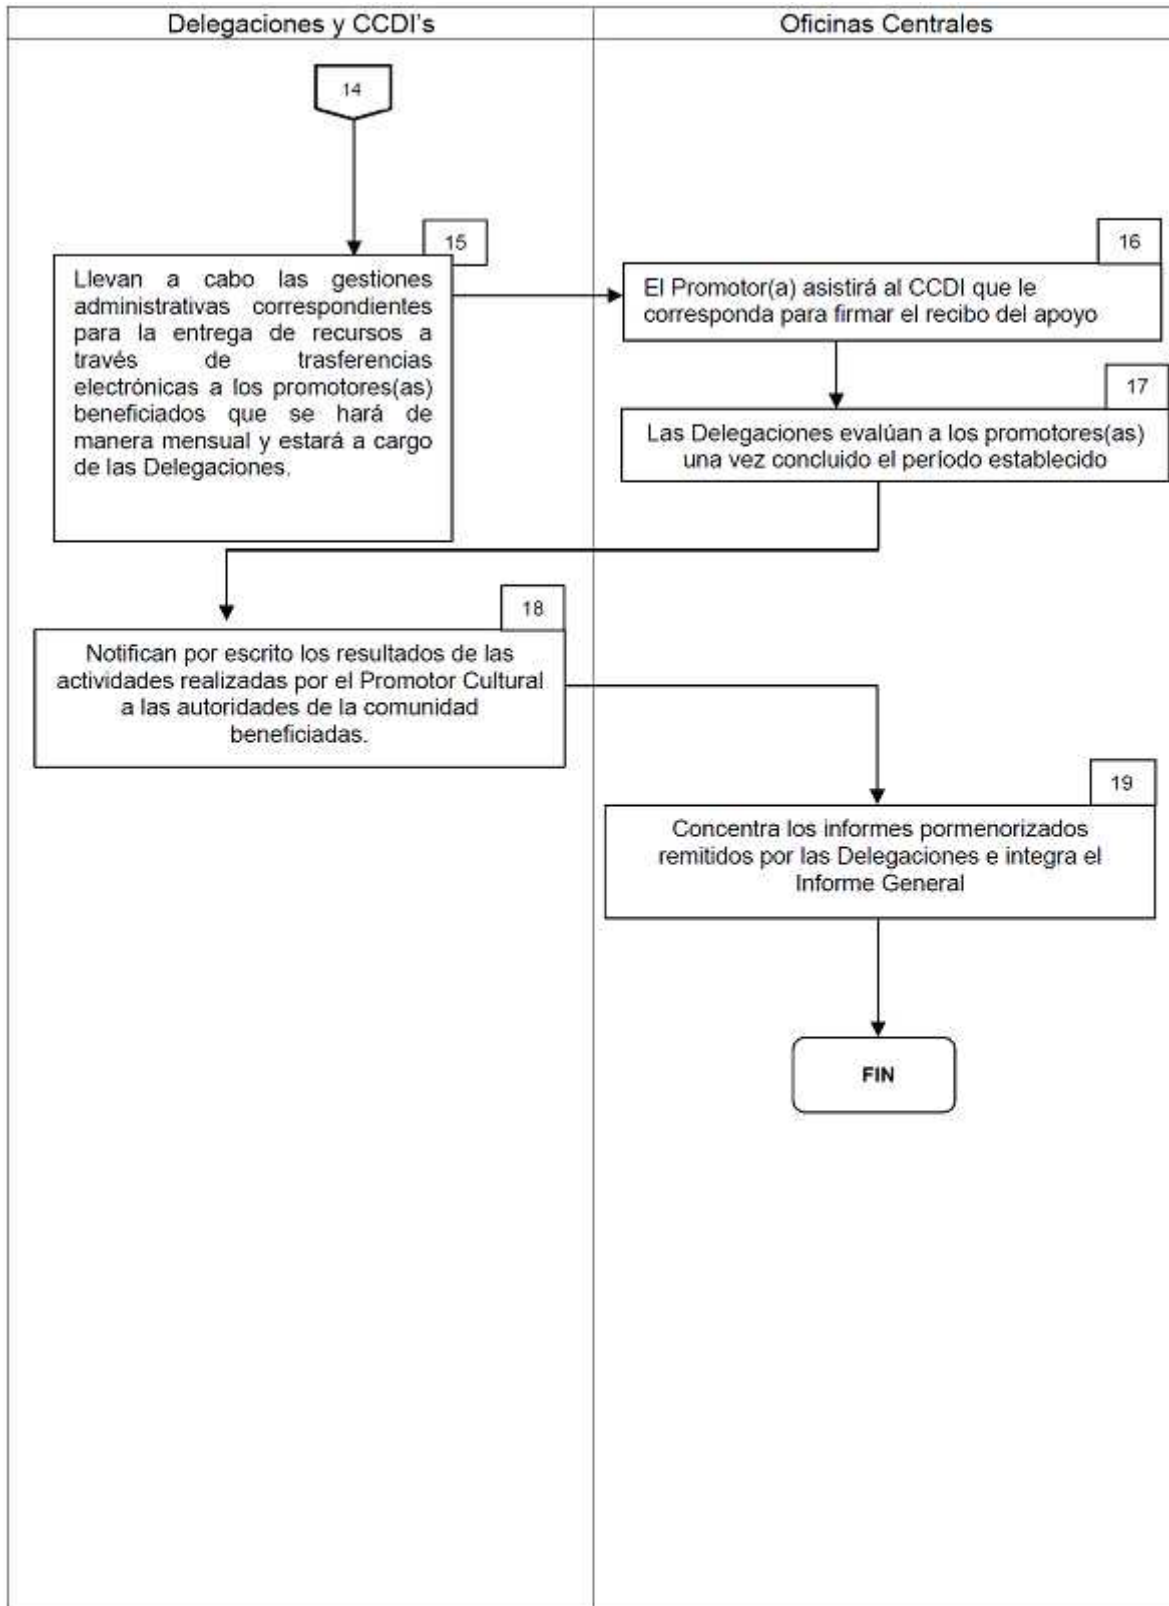 Delegaciones y CCDI's
Oficinas Centrales
14
15
Llevan a cabo las gestiones
administrativas correspondientes
para la entrega de recursos a
través de trasferencias
electrónicas a los promotores(as)
beneficiados que se hará de
manera mensual y estará a cargo
de las Delegaciones.
16
El Promotor(a) asistirá al CCDI que le
corresponda para firmar el recibo del apoyo
17
Las Delegaciones evalúan a los promotores(as)
una vez concluido el período establecido
18
Notifican por escrito los resultados de las
actividades realizadas por el Promotor Cultural
a las autoridades de la comunidad
beneficiadas.
19
Concentra los informes pormenorizados
remitidos por las Delegaciones e integra el
Informe General
FIN